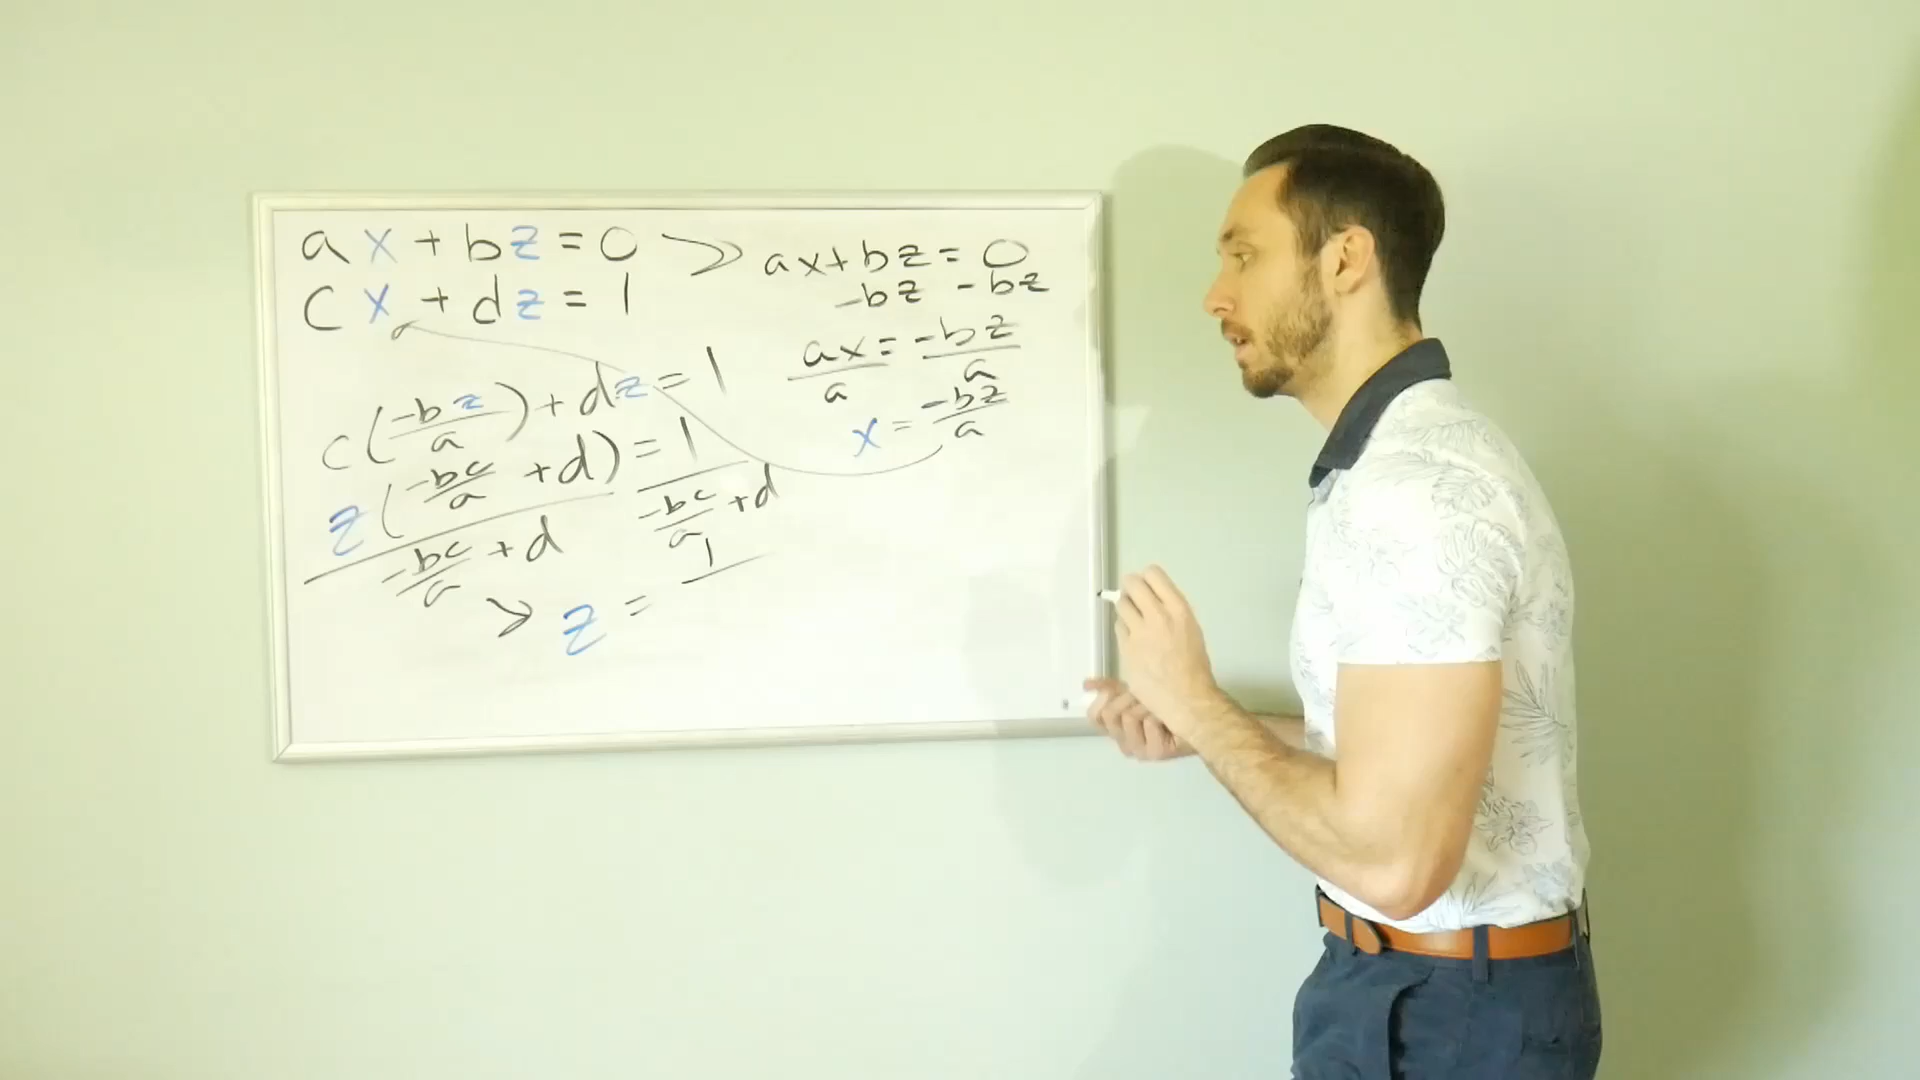 ax + bz = 0 >
cx + dz = 1
c(-bz/a) + dz = 1
z(-bc/a + d) = 1
-bc/a + d
-bc/a + d
> z = 1/
ax + bz = 0
-bz -bz
ax/a = -bz/a
x = -bz/a